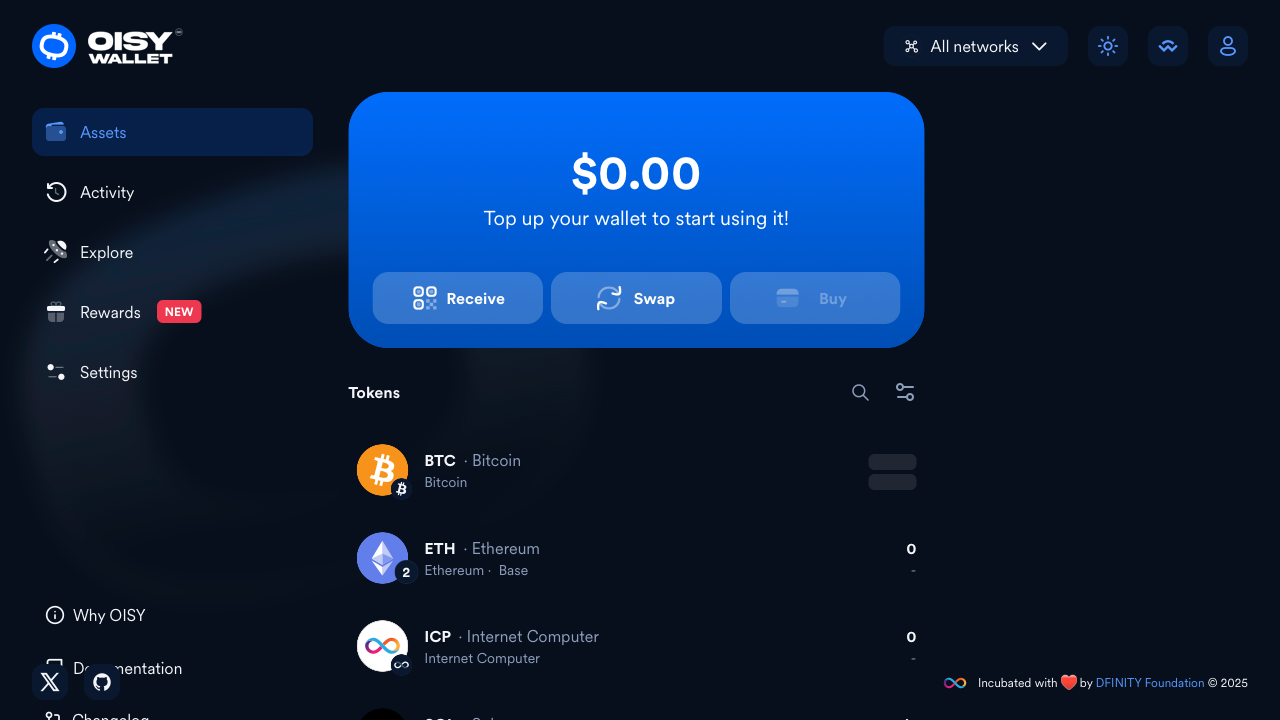 OISY
WALLET
All networks
Assets
Activity
Explore
Rewards NEW
Settings
Why OISY
$0.00
Top up your wallet to start using it!
Receive
Swap
Buy
Tokens
BTC · Bitcoin
Bitcoin
ETH · Ethereum
2
Ethereum · Base
0
-
ICP · Internet Computer
Internet Computer
0
-
Incubated with ❤️ by DFINITY Foundation © 2025